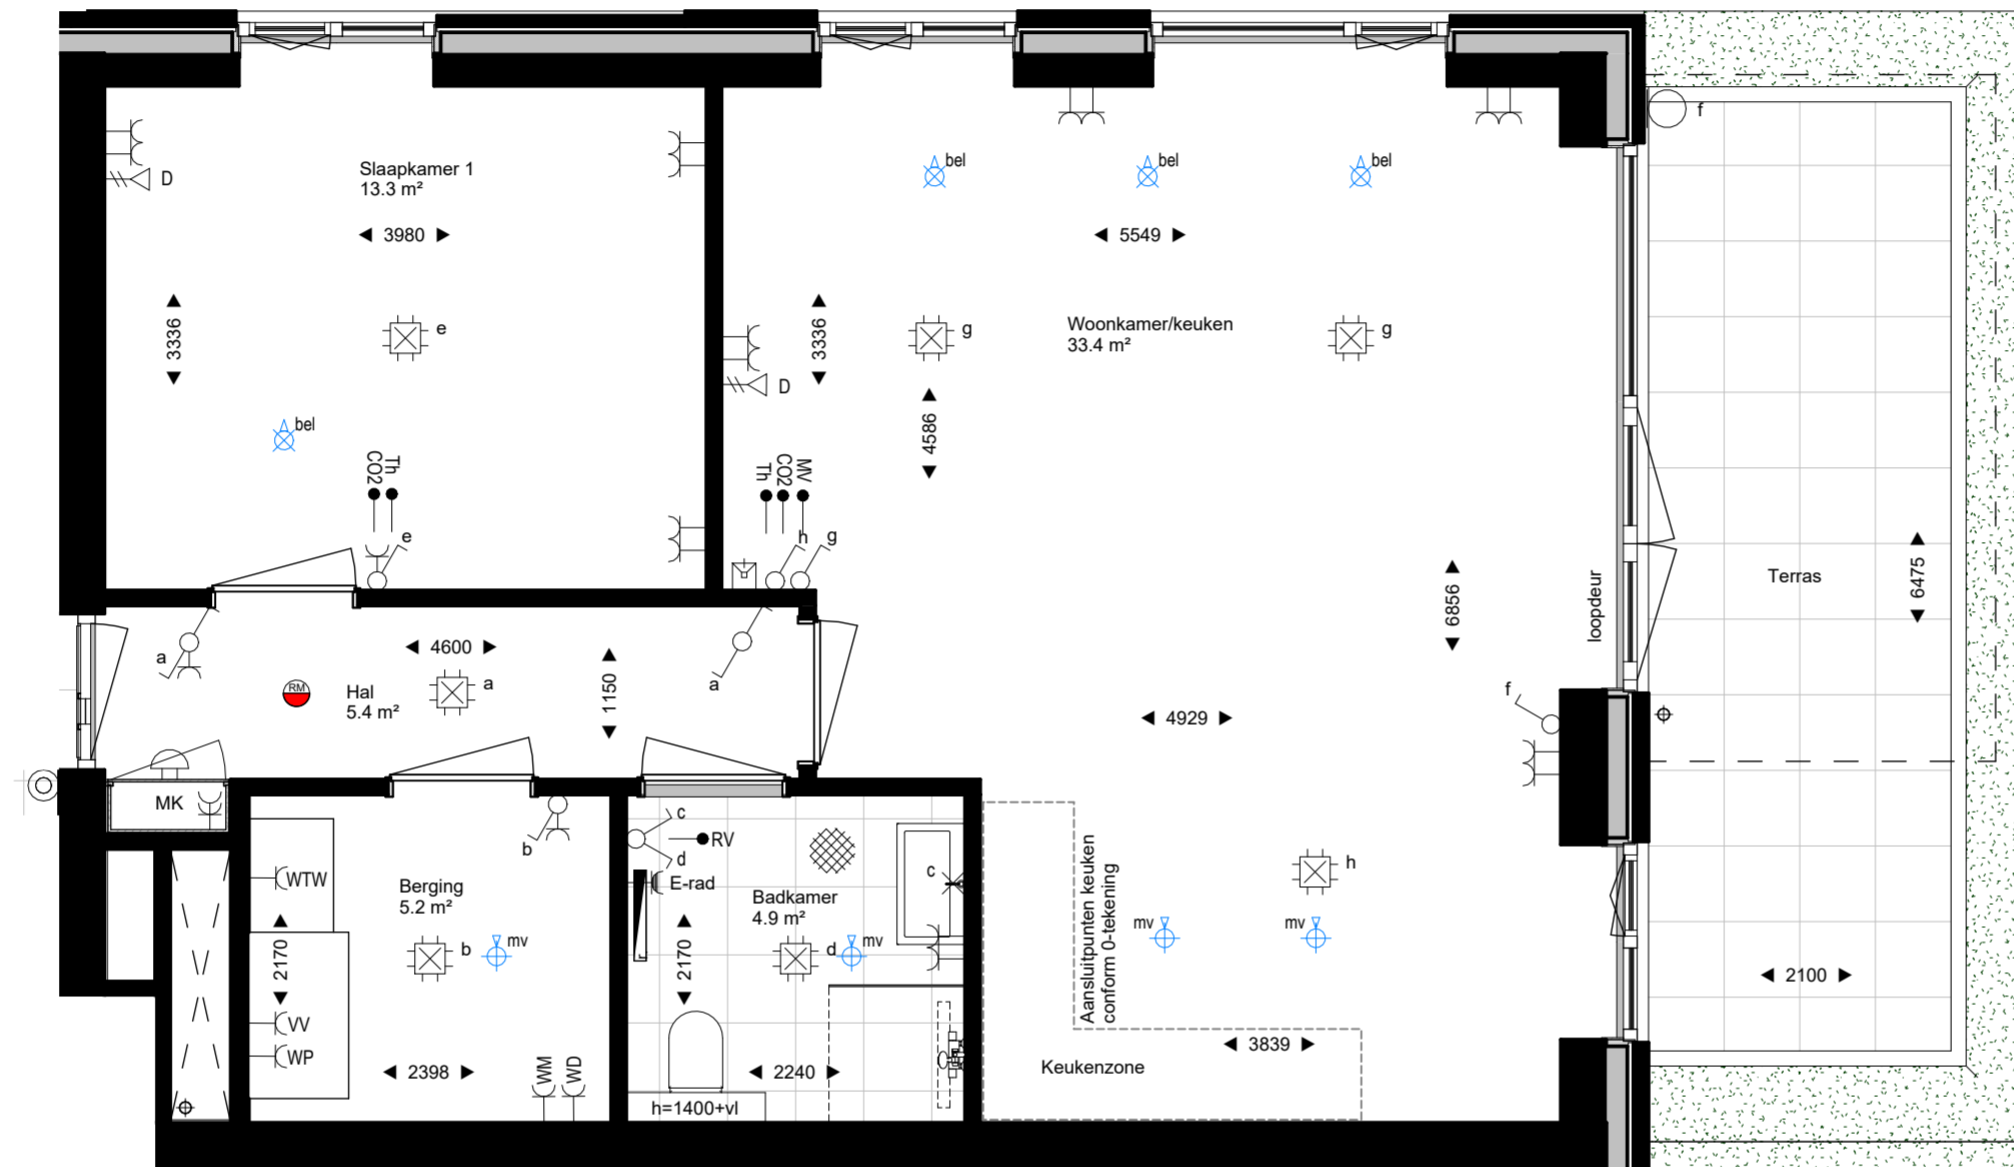 f
bel
bel
bel
Slaapkamer 1
13.3 m²
D
3980
5549
3336
e
3336
g
Woonkamer/keuken
33.4 m²
g
D
4586
bel
CO2
Th
Th
CO2
MV
e
h
g
6856
loopdeur
Terras
6475
a
4600
a
a
1150
RM
Hal
5.4 m²
f
4929
MK
b
c
d
RV
E-rad
c
WTW
Berging
5.2 m²
Badkamer
4.9 m²
h
Aansluitpunten keuken
conform 0-tekening
mv
mv
2170
b
mv
2170
d
mv
2100
VV
WP
2398
WM
WD
2240
3839
Keukenzone
h=1400+vl